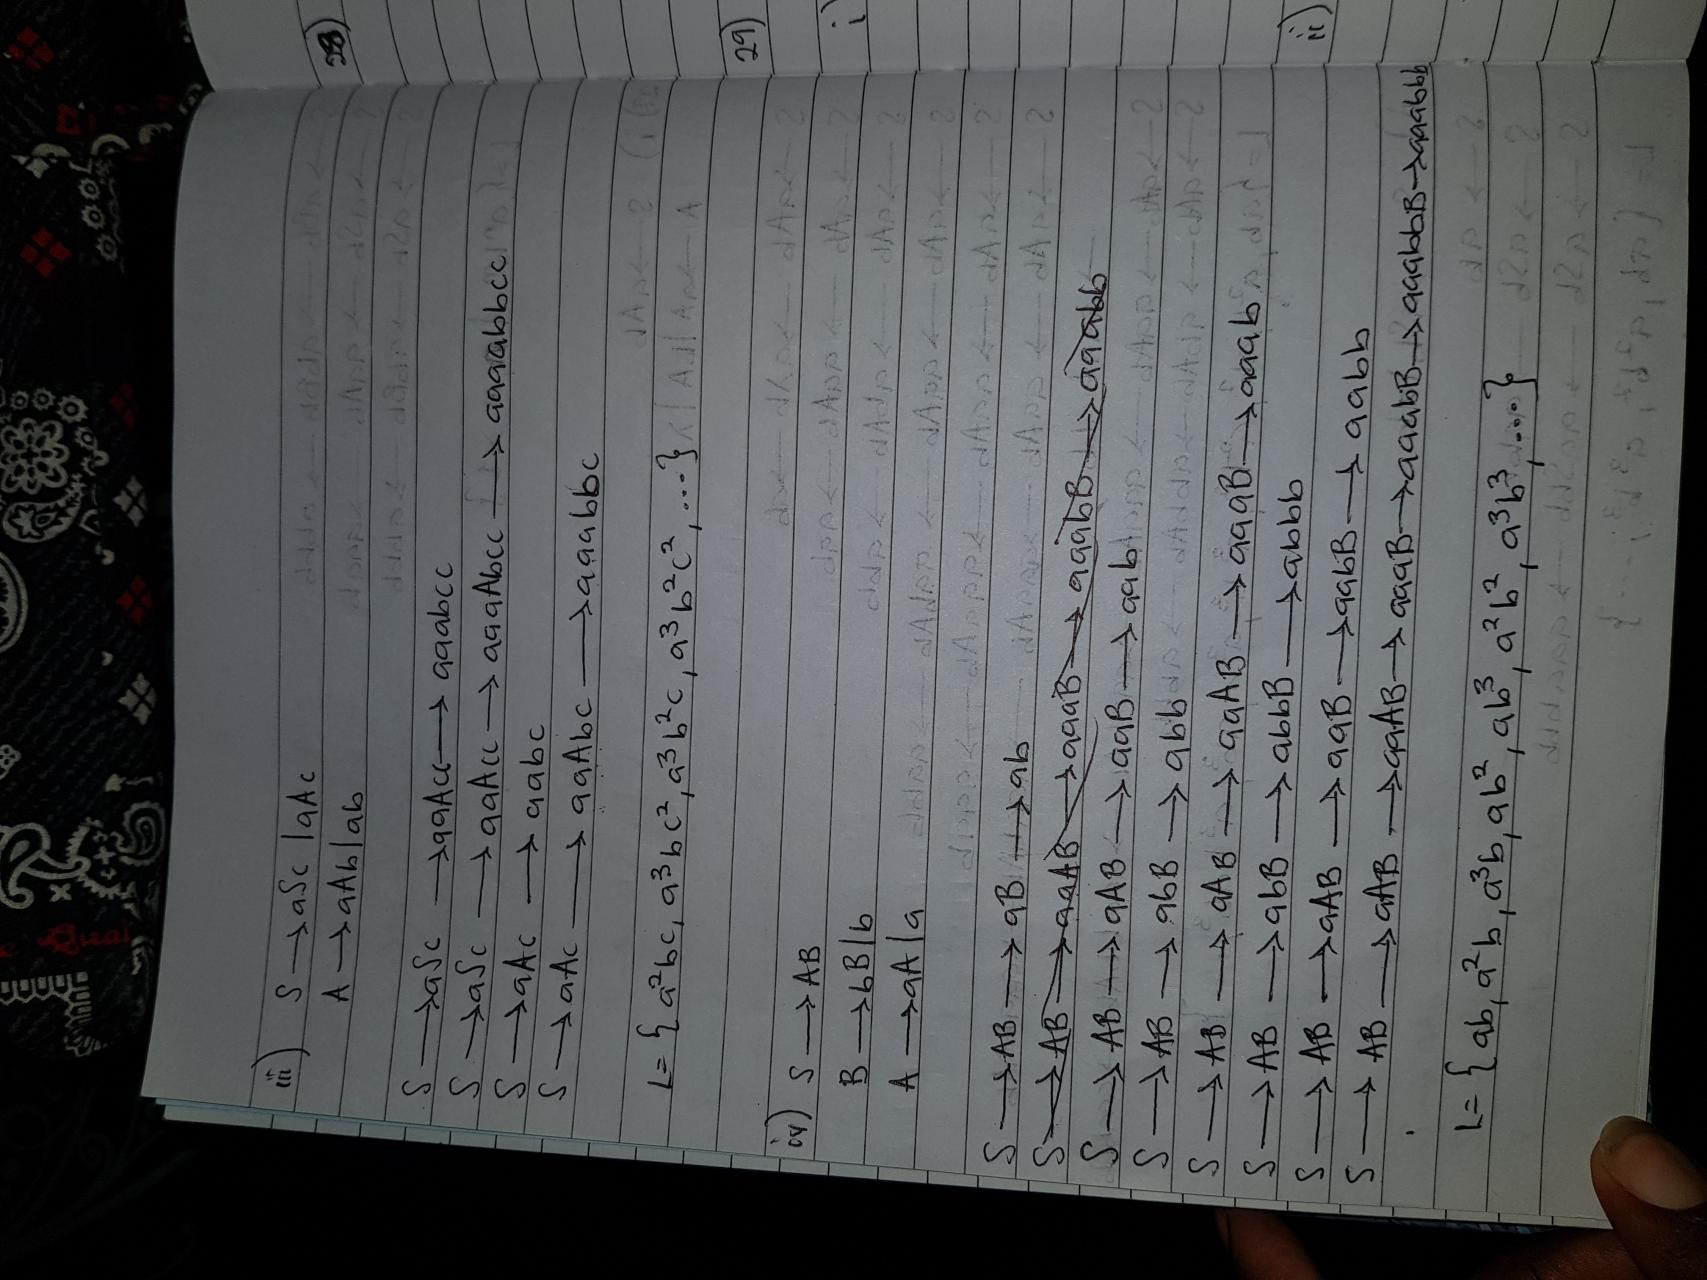 iii) S → aSc | aAc
A → aAb | ab
S → aSc → aaAcc → aaabcc
S → aSc → aaAcc → aaaAbcc → aaaabbcc
S → aAc → aabc
S → aAc → aaAbc → aaabbc
L = { a²bc, a³bc², a³b²c, a³b²c², ... }
iv) S → AB
B → bB | b
A → aA | a
S → AB → aB → ab
S → AB → aaAB → aaaB → aaabB → aaabb
S → AB → aAB → aaB → aab
S → AB → abB → abb
S → AB → aAB → aaAB → aaaB → aaab
S → AB → abB → abbB → abbb
S → AB → aAB → aaB → aabB → aabb
S → AB → aAB → aaAB → aaaB → aaabB → aaabbB → aaabbb
L = { ab, a²b, a³b, ab², ab³, a²b², a³b³, ... }
28)
29)
i)
ii)